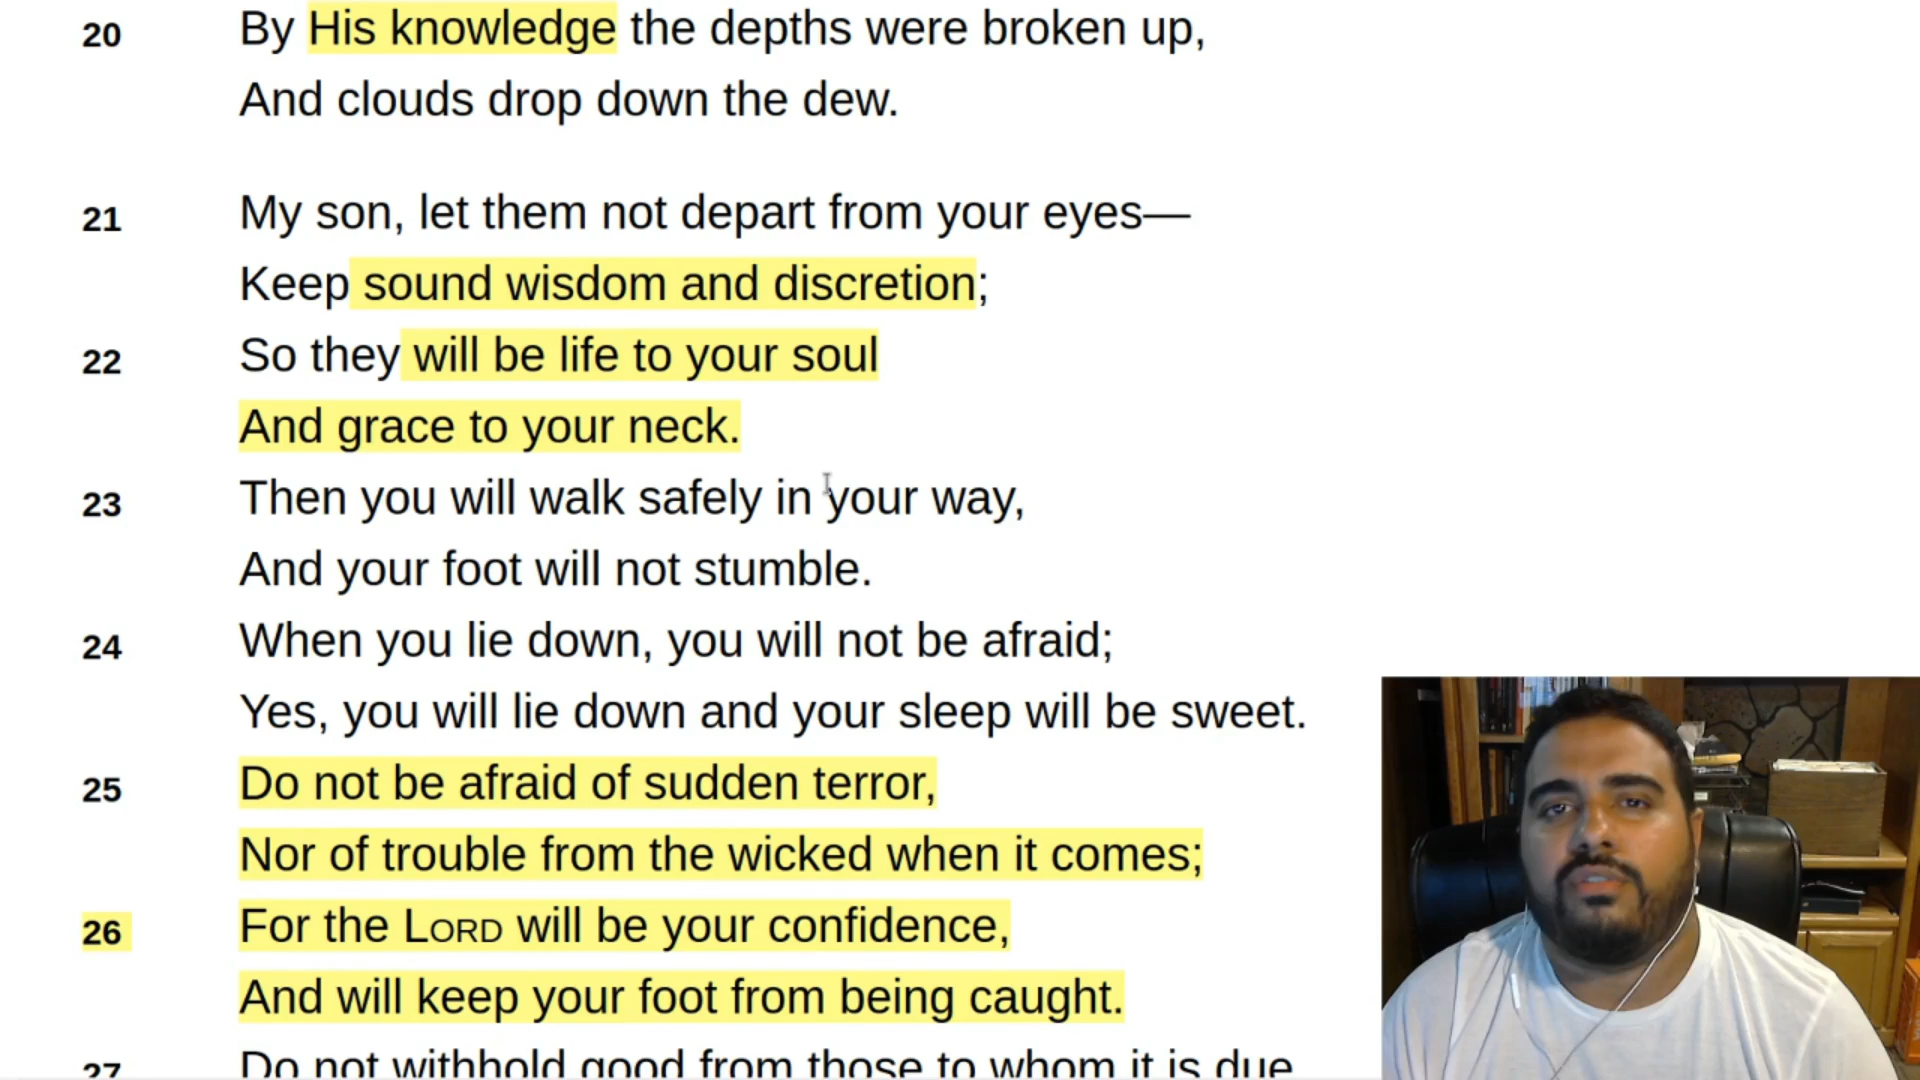 20 By His knowledge the depths were broken up,
And clouds drop down the dew.
21 My son, let them not depart from your eyes—
Keep sound wisdom and discretion;
22 So they will be life to your soul
And grace to your neck.
23 Then you will walk safely in your way,
And your foot will not stumble.
24 When you lie down, you will not be afraid;
Yes, you will lie down and your sleep will be sweet.
25 Do not be afraid of sudden terror,
Nor of trouble from the wicked when it comes;
26 For the LORD will be your confidence,
And will keep your foot from being caught.
27 Do not withhold good from those to whom it is due